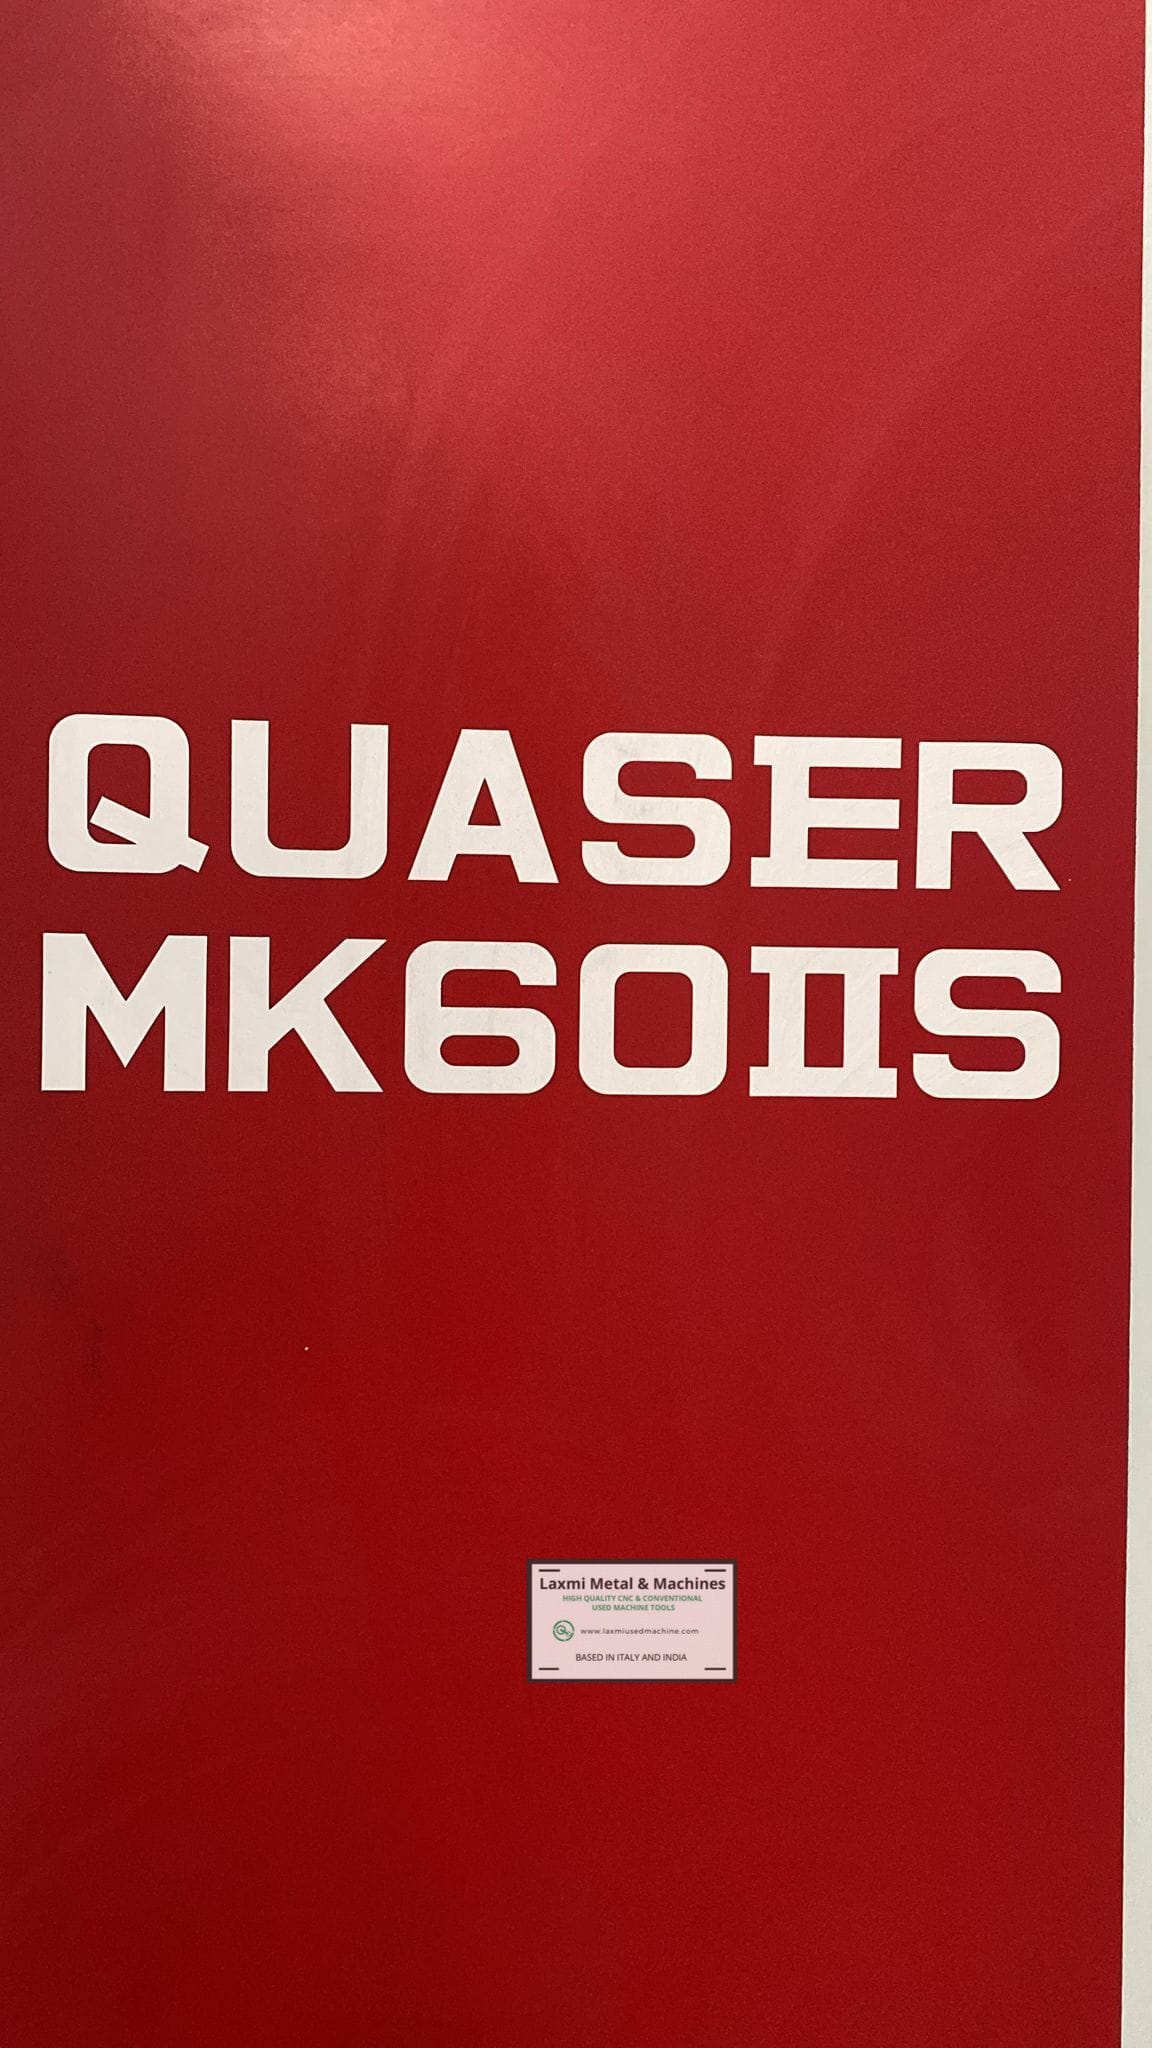 QUASER
MK60IIS
Laxmi Metal & Machines
HIGH QUALITY CNC & CONVENTIONAL
USED MACHINE TOOLS
www.laxmiusedmachine.com
BASED IN ITALY AND INDIA